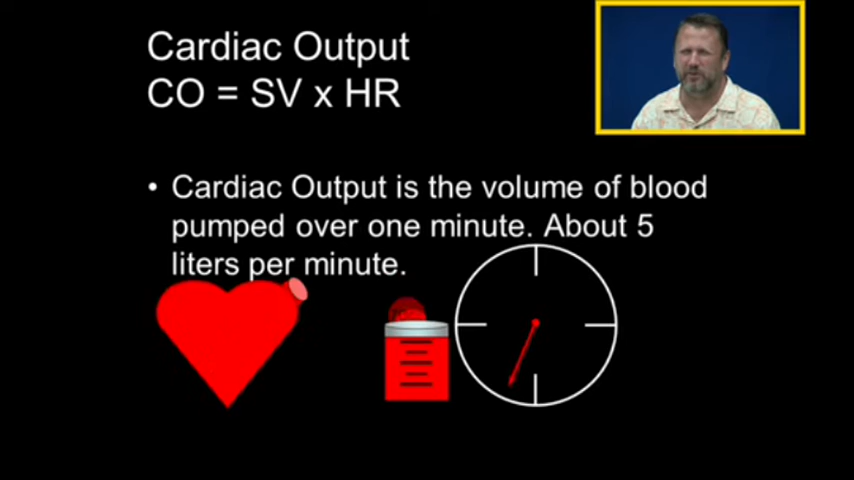 Cardiac Output
CO = SV x HR
• Cardiac Output is the volume of blood
pumped over one minute. About 5
liters per minute.